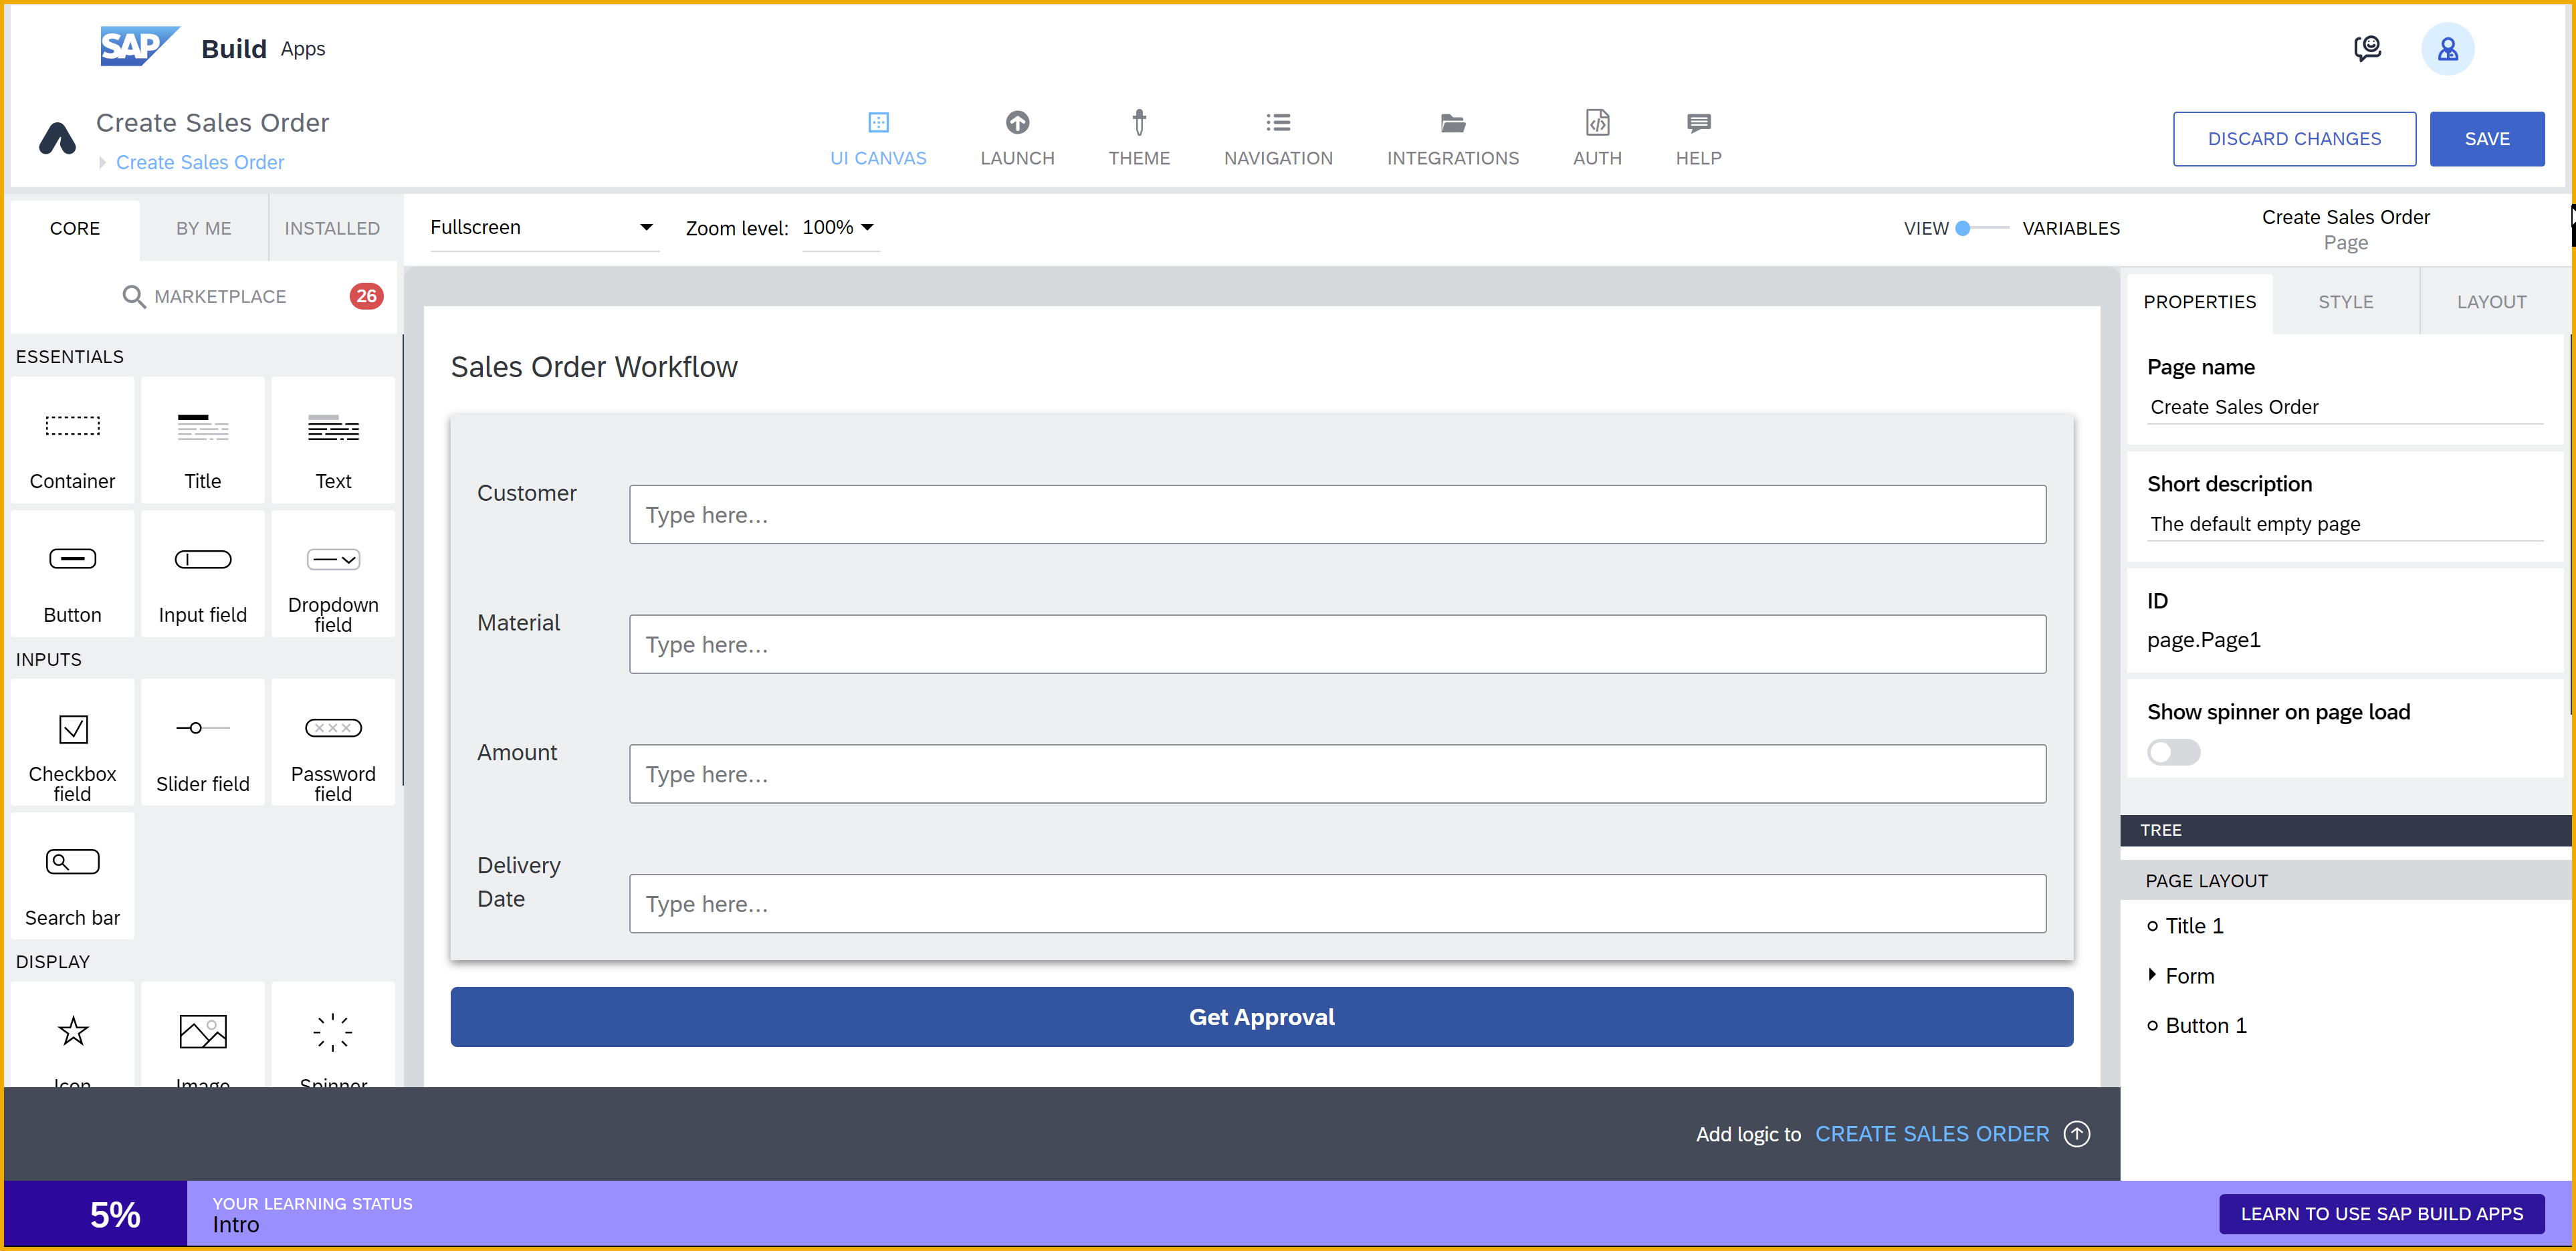 SAP Build Apps
Create Sales Order
Create Sales Order
UI CANVAS
LAUNCH
THEME
NAVIGATION
INTEGRATIONS
AUTH
HELP
DISCARD CHANGES
SAVE
CORE
BY ME
INSTALLED
MARKETPLACE
26
ESSENTIALS
Container
Title
Text
Button
Input field
Dropdown
field
INPUTS
Checkbox
field
Slider field
Password
field
Search bar
DISPLAY
Icon
Image
Spinner
Fullscreen
Zoom level: 100%
VIEW
VARIABLES
Sales Order Workflow
Customer
Type here...
Material
Type here...
Amount
Type here...
Delivery
Date
Type here...
Get Approval
Add logic to CREATE SALES ORDER
Create Sales Order
Page
PROPERTIES
STYLE
LAYOUT
Page name
Create Sales Order
Short description
The default empty page
ID
page.Page1
Show spinner on page load
TREE
PAGE LAYOUT
Title 1
Form
Button 1
5%
YOUR LEARNING STATUS
Intro
LEARN TO USE SAP BUILD APPS